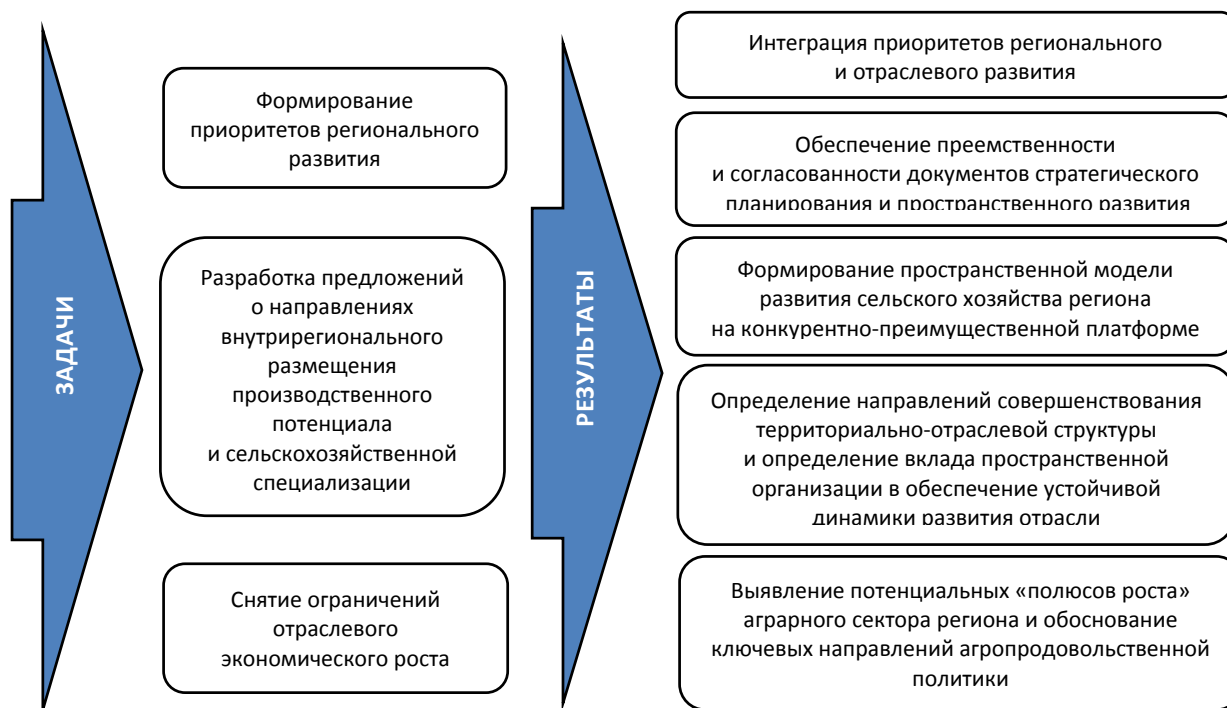 ЗАДАЧИ
Формирование
приоритетов регионального
развития
Разработка предложений
о направлениях
внутрирегионального
размещения
производственного
потенциала
и сельскохозяйственной
специализации
Снятие ограничений
отраслевого
экономического роста
РЕЗУЛЬТАТЫ
Интеграция приоритетов регионального
и отраслевого развития
Обеспечение преемственности
и согласованности документов стратегического
планирования и пространственного развития
Формирование пространственной модели
развития сельского хозяйства региона
на конкурентно-преимущественной платформе
Определение направлений совершенствования
территориально-отраслевой структуры
и определение вклада пространственной
организации в обеспечение устойчивой
динамики развития отрасли
Выявление потенциальных «полюсов роста»
аграрного сектора региона и обоснование
ключевых направлений агропродовольственной
политики